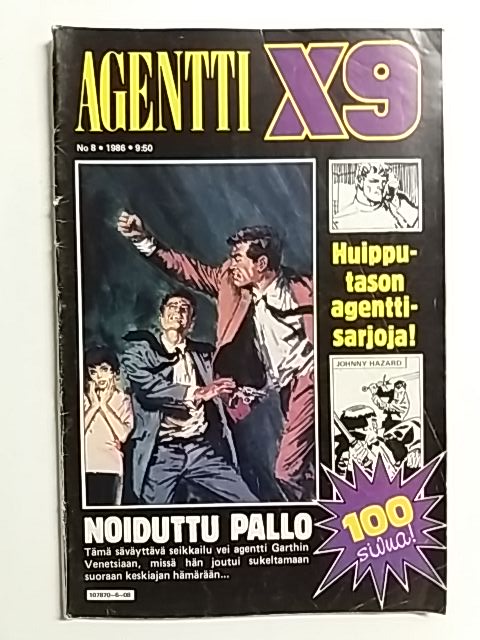 AGENTTI X9
No 8 • 1986 • 9:50
Huippu-
tason
agentti-
sarjoja!
JOHNNY HAZARD
100
sivua!
NOIDUTTU PALLO
Tämä säväyttävä seikkailu vei agentti Garthin
Venetsiaan, missä hän joutui sukeltamaan
suoraan keskiajan hämärään...
107870-6-08